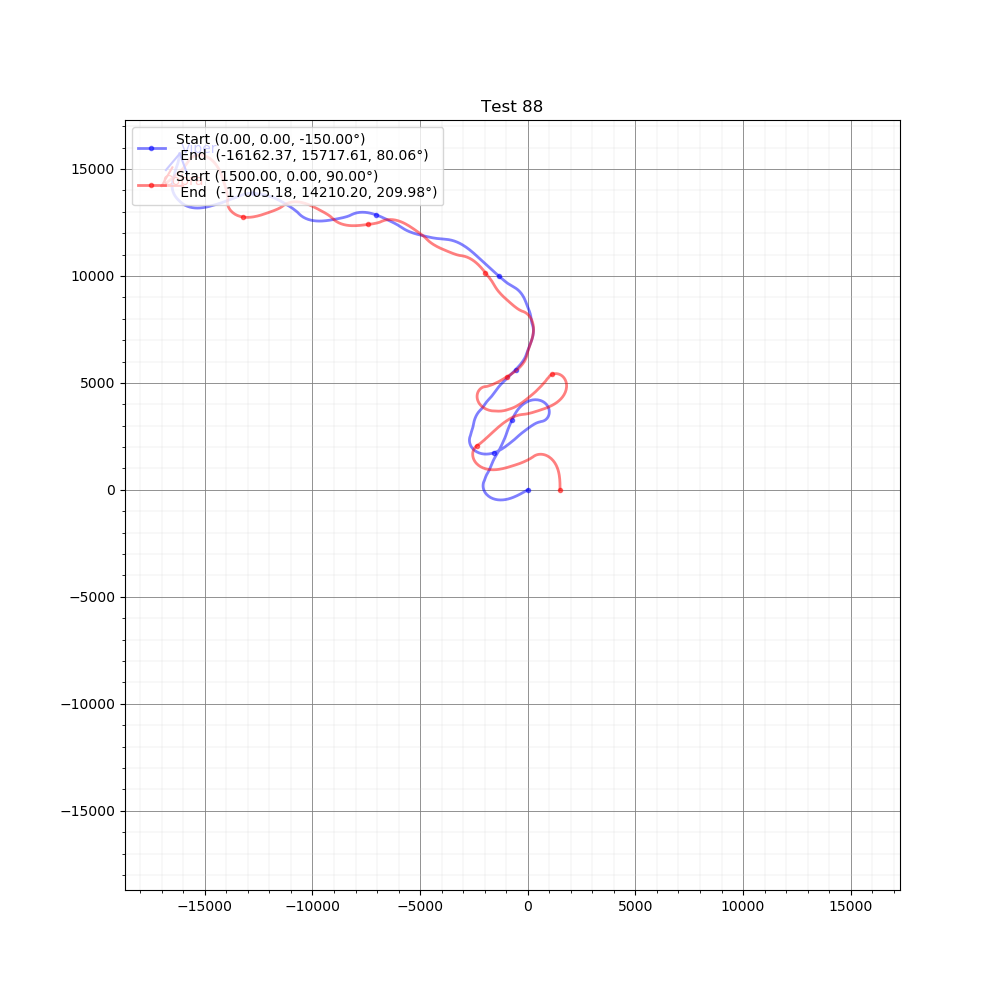 Test 88
Start (0.00, 0.00, -150.00°)
End (-16162.37, 15717.61, 80.06°)
Start (1500.00, 0.00, 90.00°)
End (-17005.18, 14210.20, 209.98°)
15000
10000
5000
0
−5000
−10000
−15000
−15000 −10000 −5000 0 5000 10000 15000